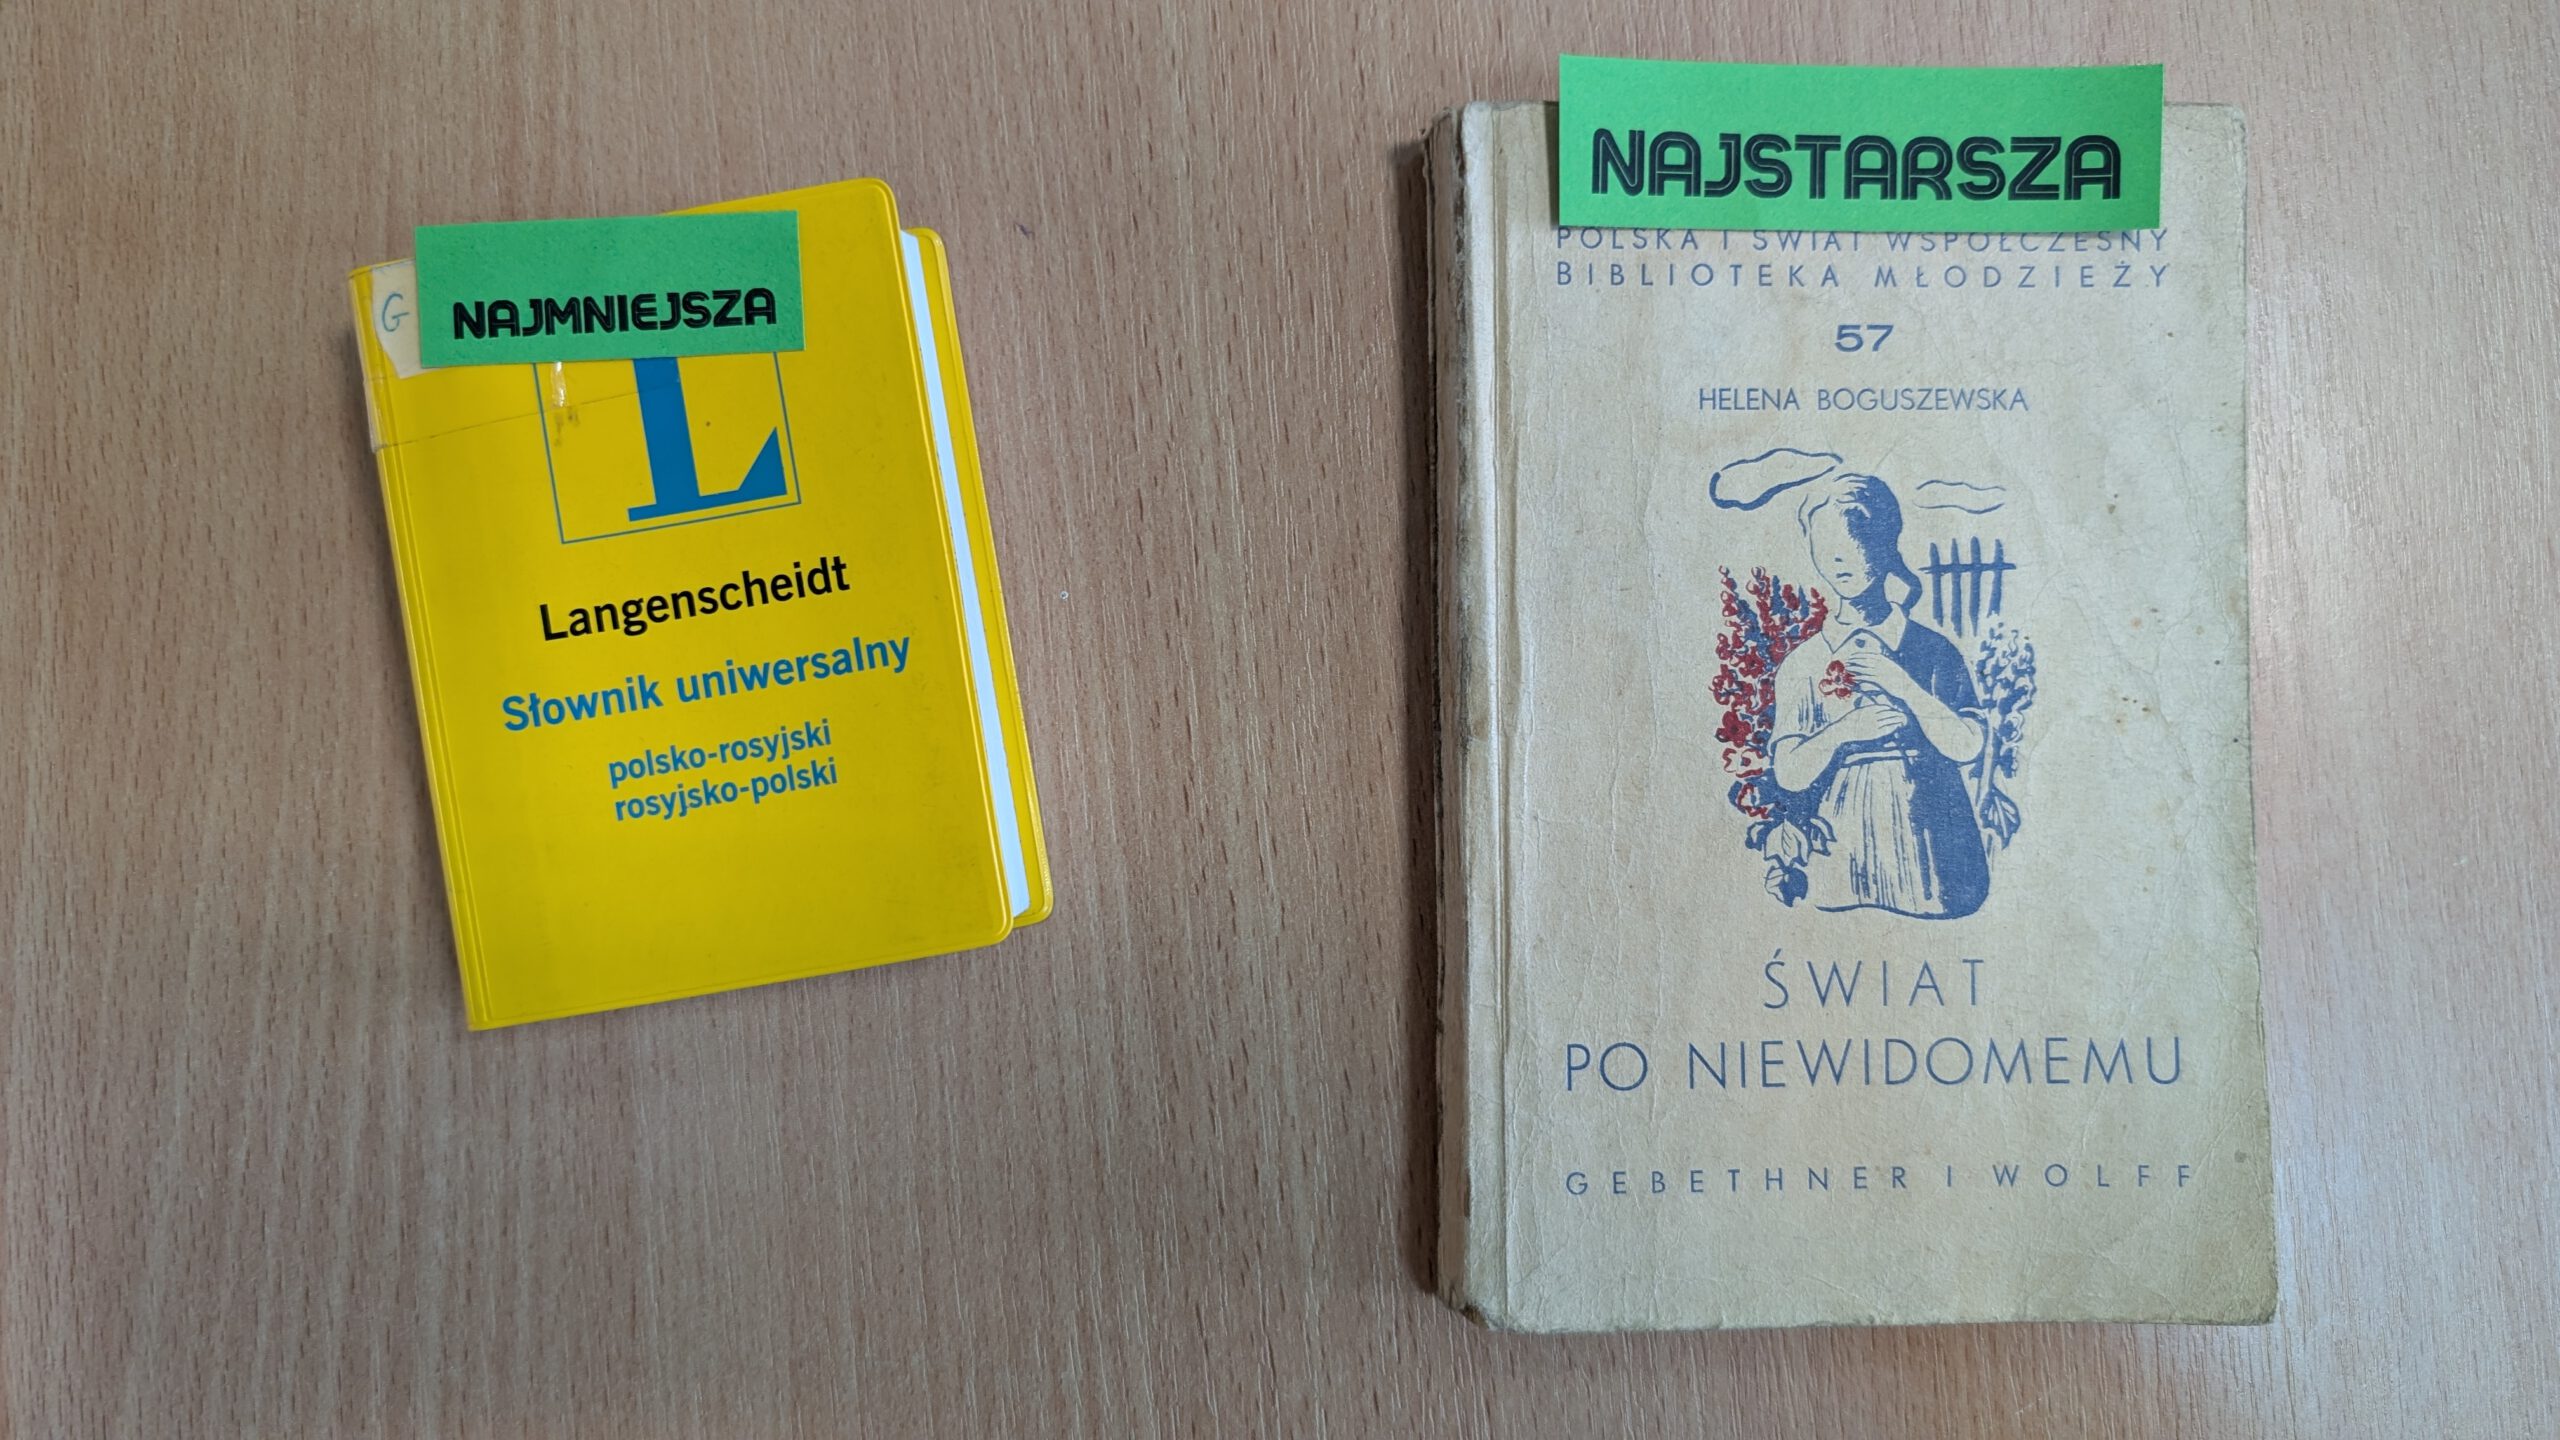 NAJMNIEJSZA
G
L
Langenscheidt
Słownik uniwersalny
polsko-rosyjski
rosyjsko-polski
NAJSTARSZA
POLSKA I ŚWIAT WSPÓŁCZESNY
BIBLIOTEKA MŁODZIEŻY
57
HELENA BOGUSZEWSKA
ŚWIAT
PO NIEWIDOMEMU
GEBETHNER I WOLFF